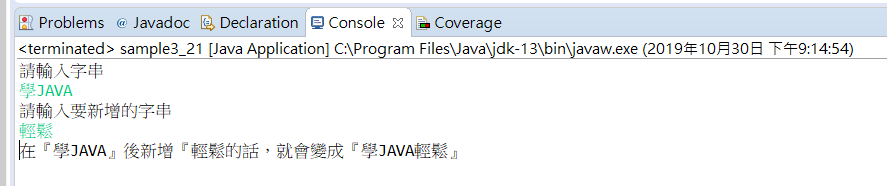 Problems @ Javadoc Declaration Console Coverage
<terminated> sample3_21 [Java Application] C:\Program Files\Java\jdk-13\bin\javaw.exe (2019年10月30日 下午9:14:54)
請輸入字串
學JAVA
請輸入要新增的字串
輕鬆
在『學JAVA』後新增『輕鬆的話，就會變成『學JAVA輕鬆』